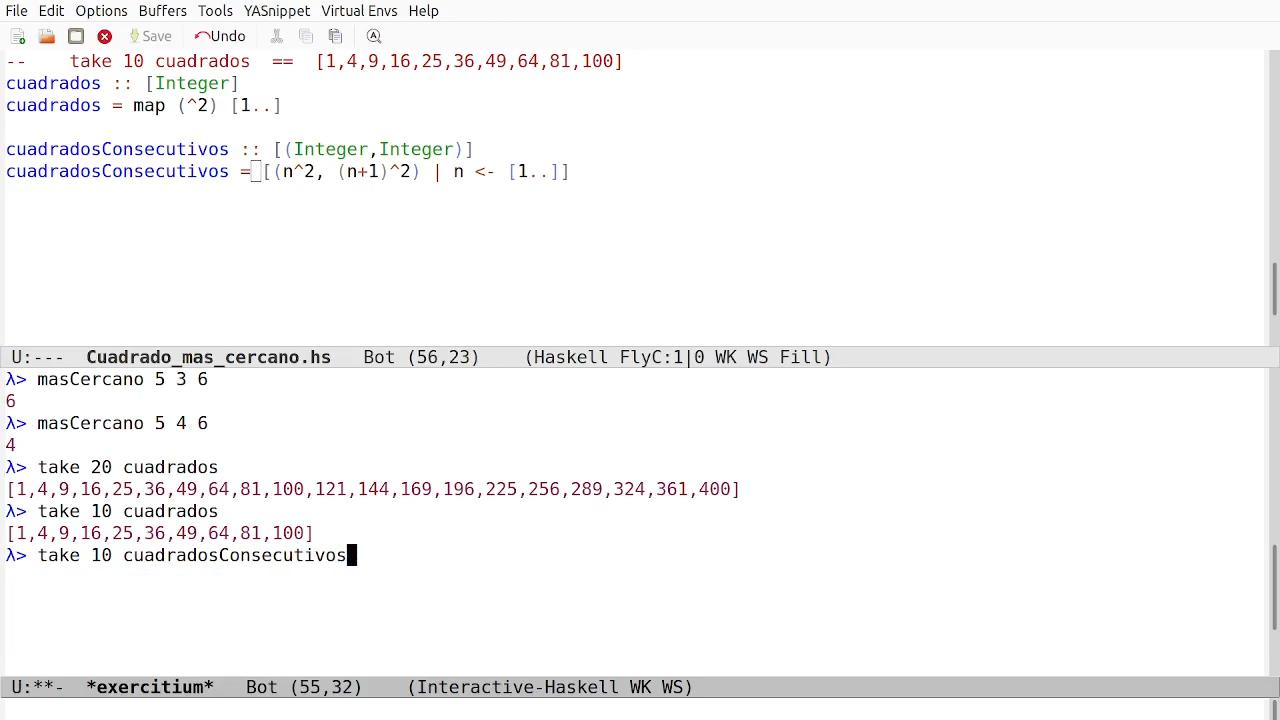 File Edit Options Buffers Tools YASnippet Virtual Envs Help
Save Undo
--    take 10 cuadrados  ==  [1,4,9,16,25,36,49,64,81,100]
cuadrados :: [Integer]
cuadrados = map (^2) [1..]
cuadradosConsecutivos :: [(Integer,Integer)]
cuadradosConsecutivos = [(n^2, (n+1)^2) | n <- [1..]]
U:---  Cuadrado_mas_cercano.hs   Bot (56,23)    (Haskell FlyC:1|0 WK WS Fill)
λ> masCercano 5 3 6
6
λ> masCercano 5 4 6
4
λ> take 20 cuadrados
[1,4,9,16,25,36,49,64,81,100,121,144,169,196,225,256,289,324,361,400]
λ> take 10 cuadrados
[1,4,9,16,25,36,49,64,81,100]
λ> take 10 cuadradosConsecutivos
U:**-  *exercitium*   Bot (55,32)    (Interactive-Haskell WK WS)